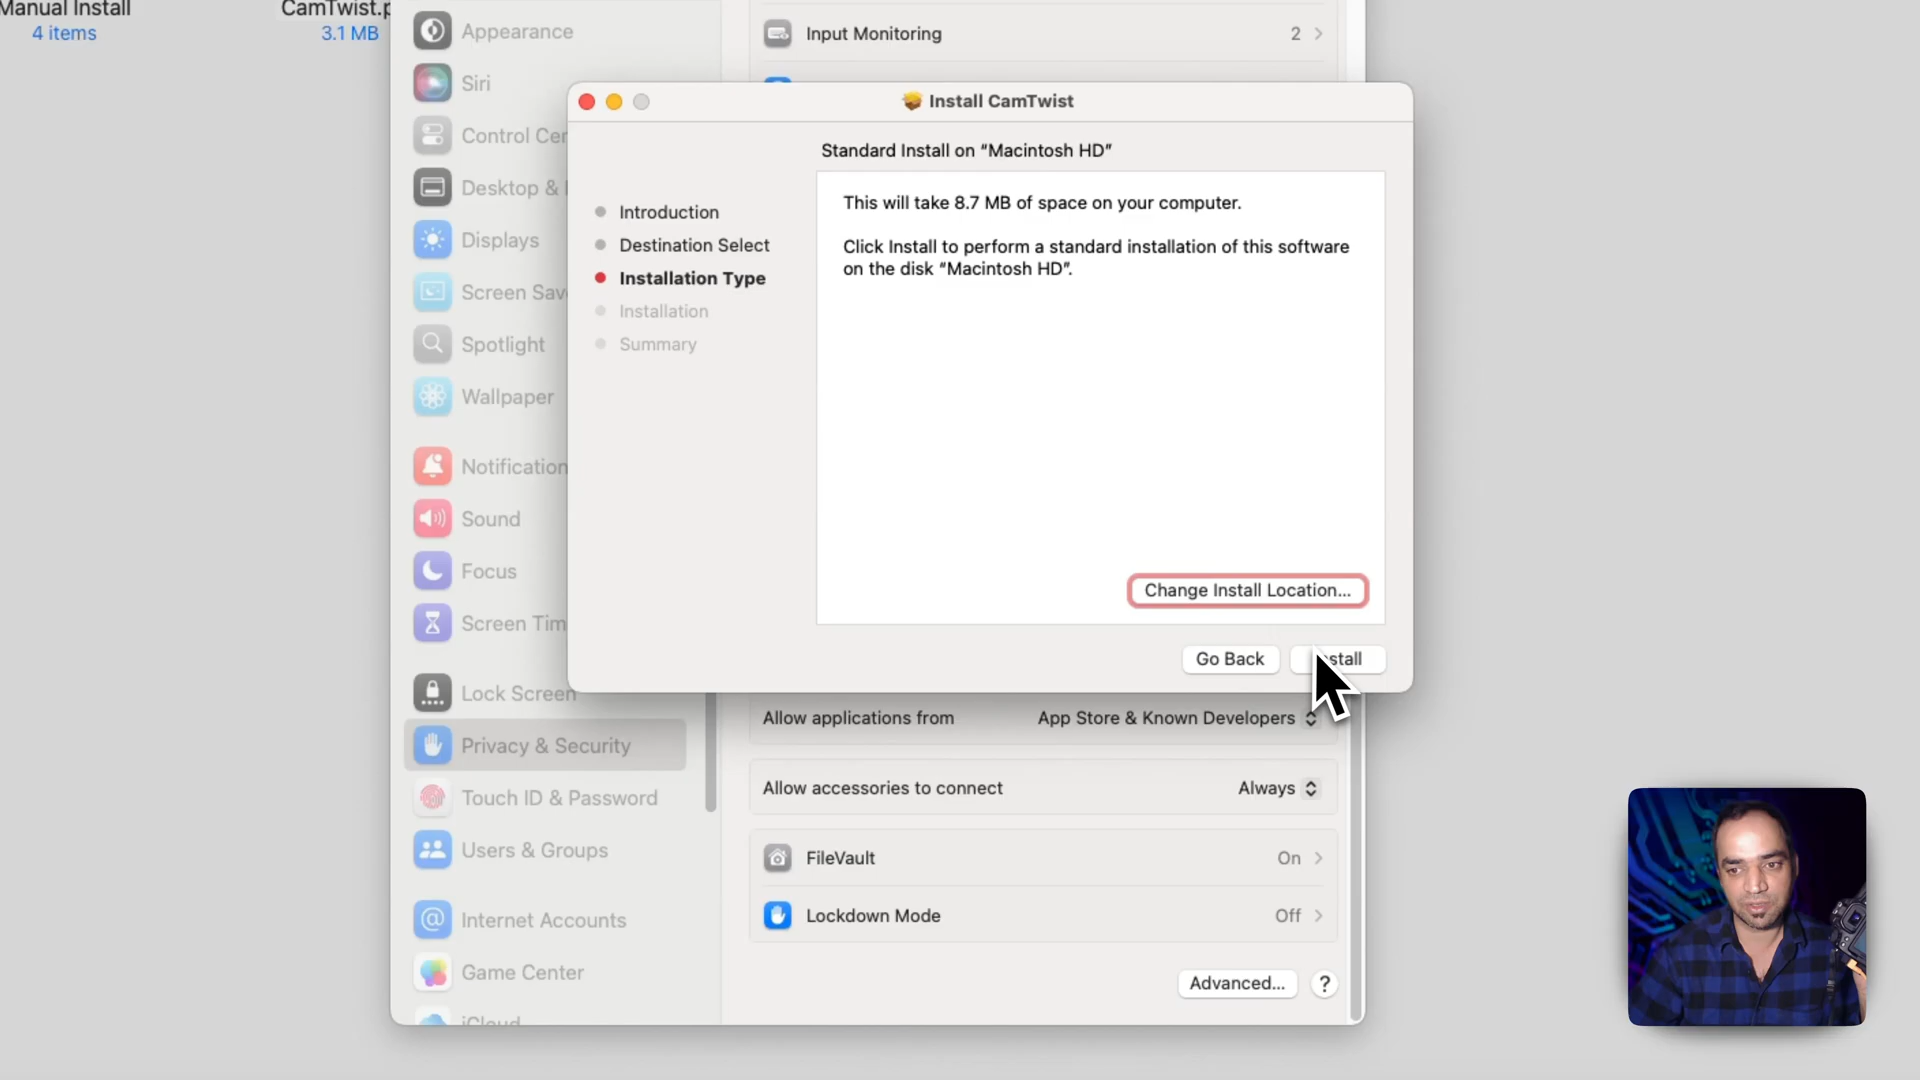 Manual Install
4 items
CamTwist.p
3.1 MB
Appearance
Siri
Control Cen
Desktop &
Displays
Screen Sav
Spotlight
Wallpaper
Notification
Sound
Focus
Screen Tim
Lock Screen
Privacy & Security
Touch ID & Password
Users & Groups
Internet Accounts
Game Center
iCloud
Input Monitoring
2
Install CamTwist
Standard Install on “Macintosh HD”
Introduction
Destination Select
Installation Type
Installation
Summary
This will take 8.7 MB of space on your computer.
Click Install to perform a standard installation of this software
on the disk “Macintosh HD”.
Change Install Location...
Go Back
Install
Allow applications from
App Store & Known Developers
Allow accessories to connect
Always
FileVault
On
Lockdown Mode
Off
Advanced...
?